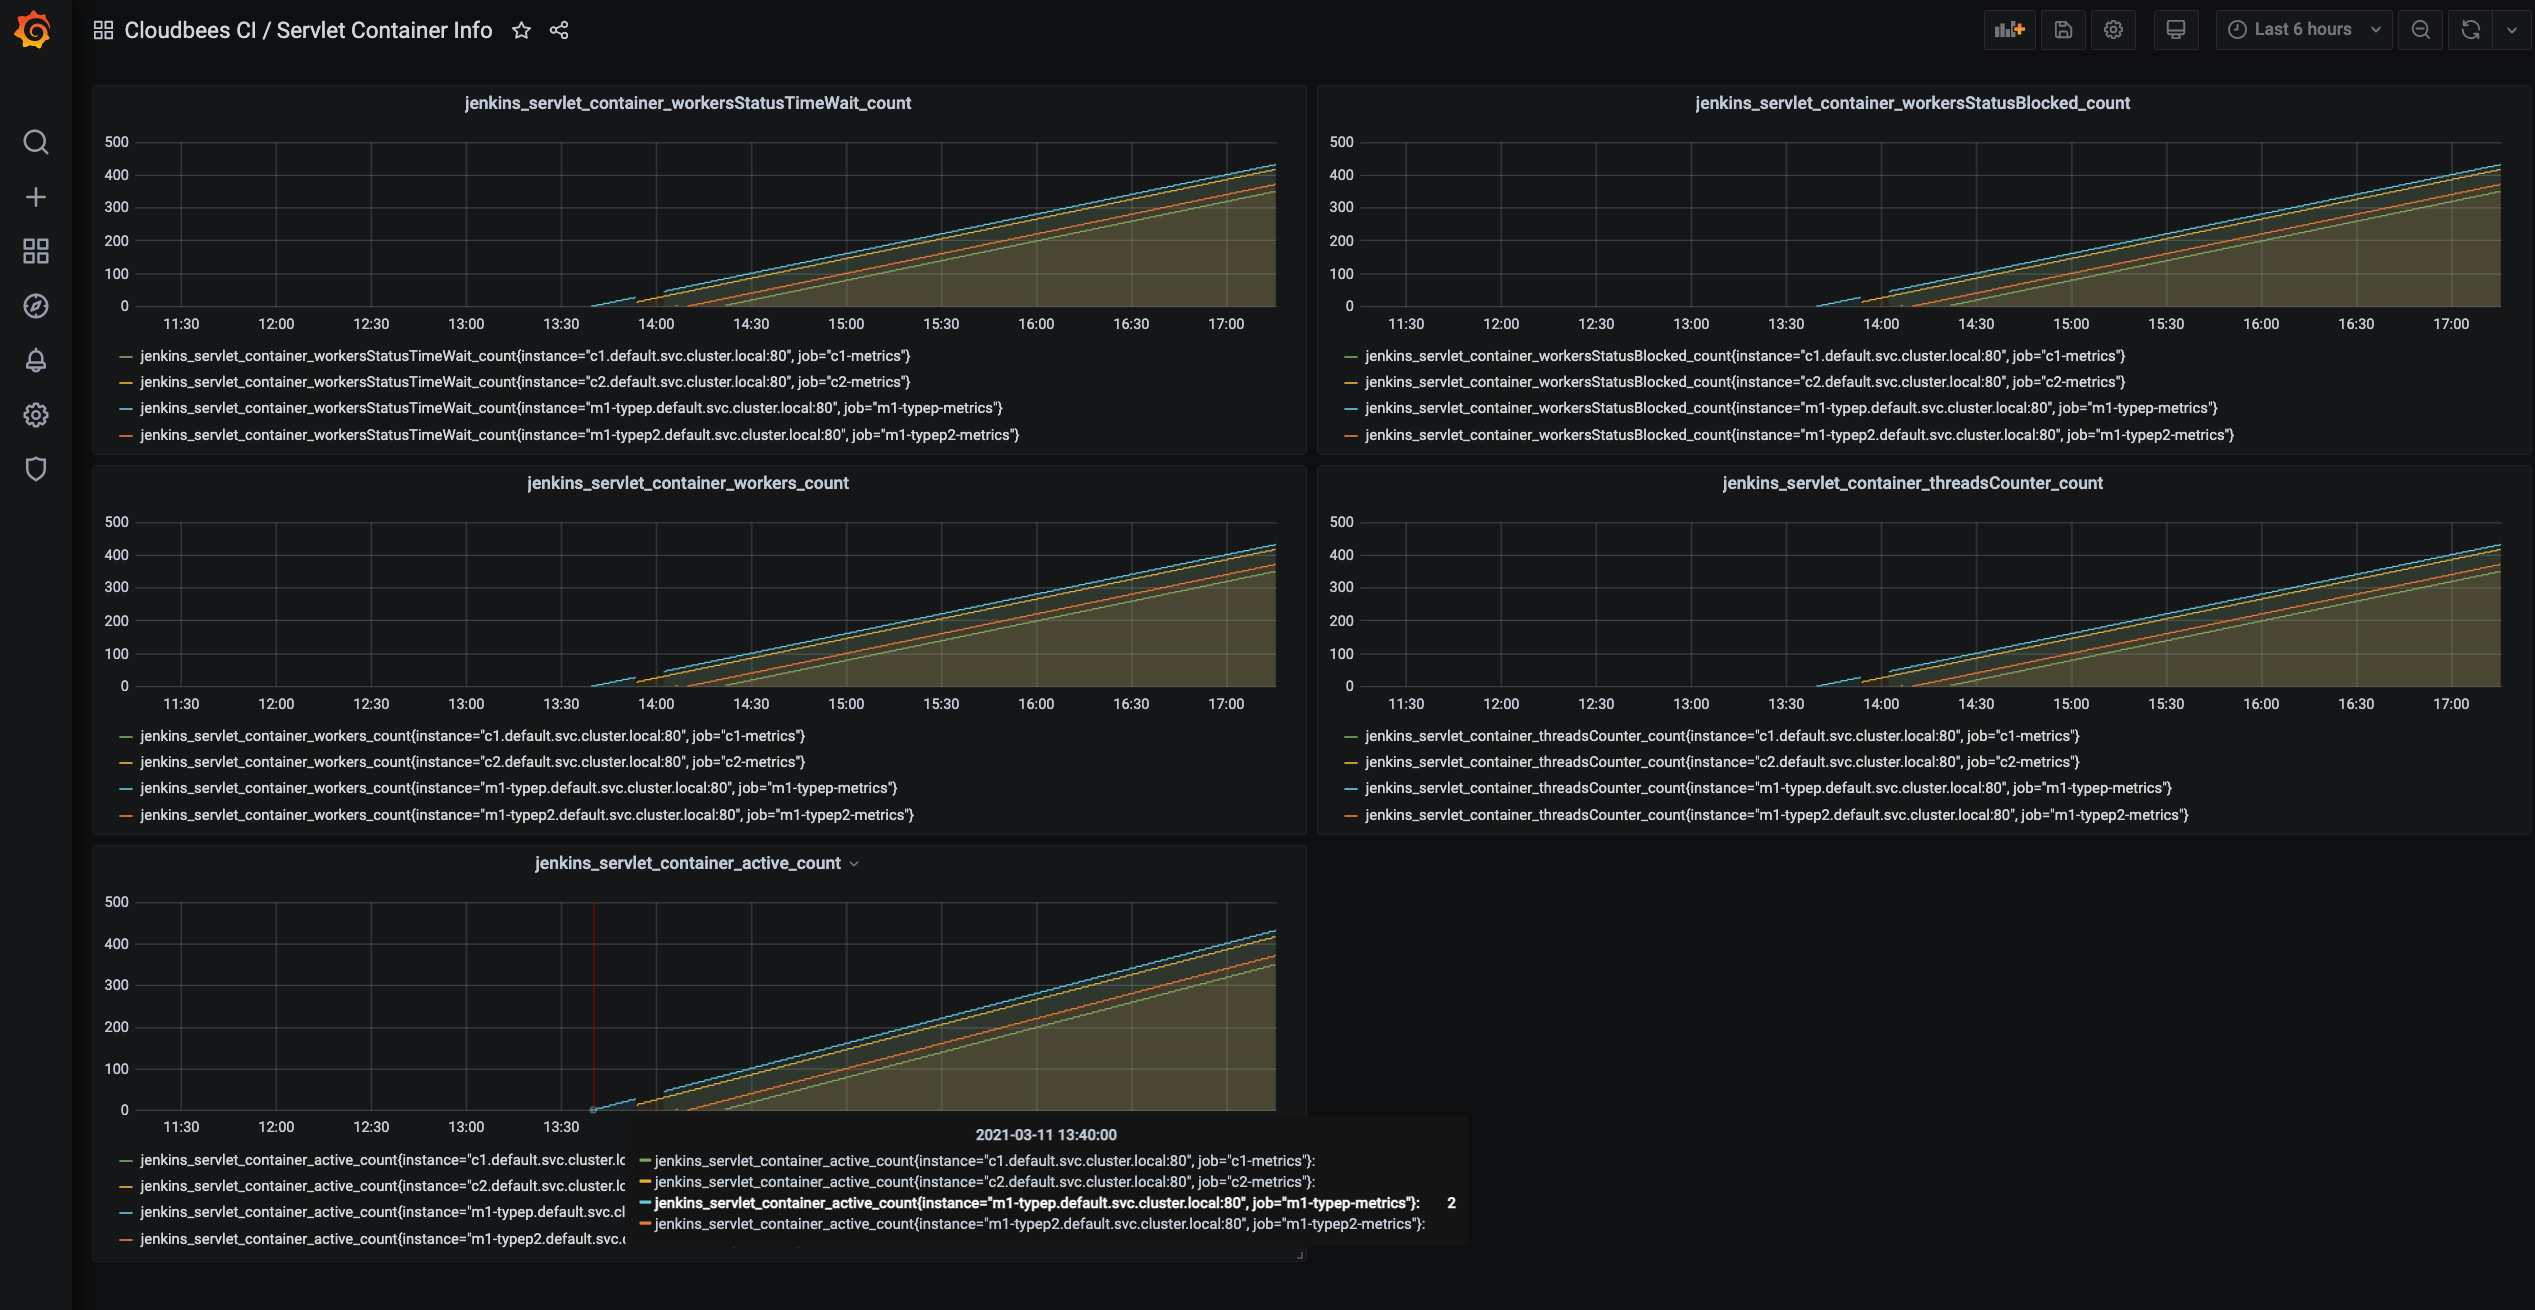 Cloudbees CI / Servlet Container Info
Last 6 hours
jenkins_servlet_container_workersStatusTimeWait_count
500
400
300
200
100
0
11:30 12:00 12:30 13:00 13:30 14:00 14:30 15:00 15:30 16:00 16:30 17:00
jenkins_servlet_container_workersStatusTimeWait_count{instance="c1.default.svc.cluster.local:80", job="c1-metrics"}
jenkins_servlet_container_workersStatusTimeWait_count{instance="c2.default.svc.cluster.local:80", job="c2-metrics"}
jenkins_servlet_container_workersStatusTimeWait_count{instance="m1-typep.default.svc.cluster.local:80", job="m1-typep-metrics"}
jenkins_servlet_container_workersStatusTimeWait_count{instance="m1-typep2.default.svc.cluster.local:80", job="m1-typep2-metrics"}
jenkins_servlet_container_workersStatusBlocked_count
500
400
300
200
100
0
11:30 12:00 12:30 13:00 13:30 14:00 14:30 15:00 15:30 16:00 16:30 17:00
jenkins_servlet_container_workersStatusBlocked_count{instance="c1.default.svc.cluster.local:80", job="c1-metrics"}
jenkins_servlet_container_workersStatusBlocked_count{instance="c2.default.svc.cluster.local:80", job="c2-metrics"}
jenkins_servlet_container_workersStatusBlocked_count{instance="m1-typep.default.svc.cluster.local:80", job="m1-typep-metrics"}
jenkins_servlet_container_workersStatusBlocked_count{instance="m1-typep2.default.svc.cluster.local:80", job="m1-typep2-metrics"}
jenkins_servlet_container_workers_count
500
400
300
200
100
0
11:30 12:00 12:30 13:00 13:30 14:00 14:30 15:00 15:30 16:00 16:30 17:00
jenkins_servlet_container_workers_count{instance="c1.default.svc.cluster.local:80", job="c1-metrics"}
jenkins_servlet_container_workers_count{instance="c2.default.svc.cluster.local:80", job="c2-metrics"}
jenkins_servlet_container_workers_count{instance="m1-typep.default.svc.cluster.local:80", job="m1-typep-metrics"}
jenkins_servlet_container_workers_count{instance="m1-typep2.default.svc.cluster.local:80", job="m1-typep2-metrics"}
jenkins_servlet_container_threadsCounter_count
500
400
300
200
100
0
11:30 12:00 12:30 13:00 13:30 14:00 14:30 15:00 15:30 16:00 16:30 17:00
jenkins_servlet_container_threadsCounter_count{instance="c1.default.svc.cluster.local:80", job="c1-metrics"}
jenkins_servlet_container_threadsCounter_count{instance="c2.default.svc.cluster.local:80", job="c2-metrics"}
jenkins_servlet_container_threadsCounter_count{instance="m1-typep.default.svc.cluster.local:80", job="m1-typep-metrics"}
jenkins_servlet_container_threadsCounter_count{instance="m1-typep2.default.svc.cluster.local:80", job="m1-typep2-metrics"}
jenkins_servlet_container_active_count
500
400
300
200
100
0
11:30 12:00 12:30 13:00 13:30
jenkins_servlet_container_active_count{instance="c1.default.svc.cluster.lo
jenkins_servlet_container_active_count{instance="c2.default.svc.cluster.lo
jenkins_servlet_container_active_count{instance="m1-typep.default.svc.cl
jenkins_servlet_container_active_count{instance="m1-typep2.default.svc.c
2021-03-11 13:40:00
jenkins_servlet_container_active_count{instance="c1.default.svc.cluster.local:80", job="c1-metrics"}:
jenkins_servlet_container_active_count{instance="c2.default.svc.cluster.local:80", job="c2-metrics"}:
jenkins_servlet_container_active_count{instance="m1-typep.default.svc.cluster.local:80", job="m1-typep-metrics"}: 2
jenkins_servlet_container_active_count{instance="m1-typep2.default.svc.cluster.local:80", job="m1-typep2-metrics"}: